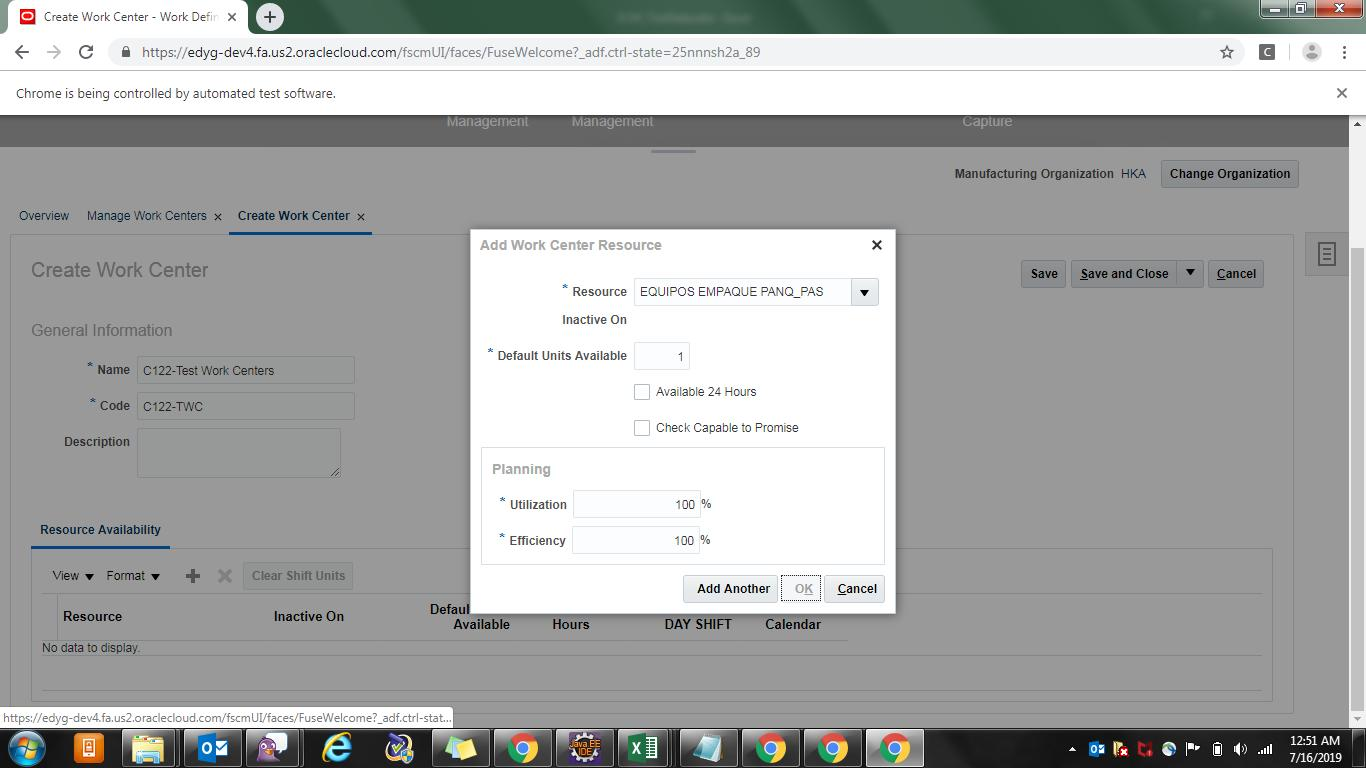 Create Work Center - Work Defin
https://edyg-dev4.fa.us2.oraclecloud.com/fscmUI/faces/FuseWelcome?_adf.ctrl-state=25nnnsh2a_89
C
Chrome is being controlled by automated test software.
Management Management Capture
Manufacturing Organization HKA Change Organization
Overview Manage Work Centers Create Work Center
Create Work Center
Save Save and Close Cancel
General Information
* Name C122-Test Work Centers
* Code C122-TWC
Description
Resource Availability
View Format Clear Shift Units
Resource Inactive On Defau Available Hours DAY SHIFT Calendar
No data to display.
Add Work Center Resource
* Resource EQUIPOS EMPAQUE PANQ_PAS
Inactive On
* Default Units Available 1
Available 24 Hours
Check Capable to Promise
Planning
* Utilization 100 %
* Efficiency 100 %
Add Another OK Cancel
https://edyg-dev4.fa.us2.oraclecloud.com/fscmUI/faces/FuseWelcome?_adf.ctrl-stat...
Java EE
IDE
12:51 AM
7/16/2019